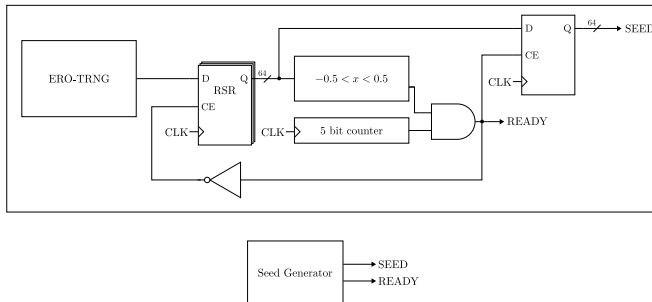 64
64
D
Q
SEED
ERO-TRNG
D
Q
RSR
CE
-0.5 < x < 0.5
CE
CLK
CLK
CLK
5 bit counter
READY
Seed Generator
SEED
READY